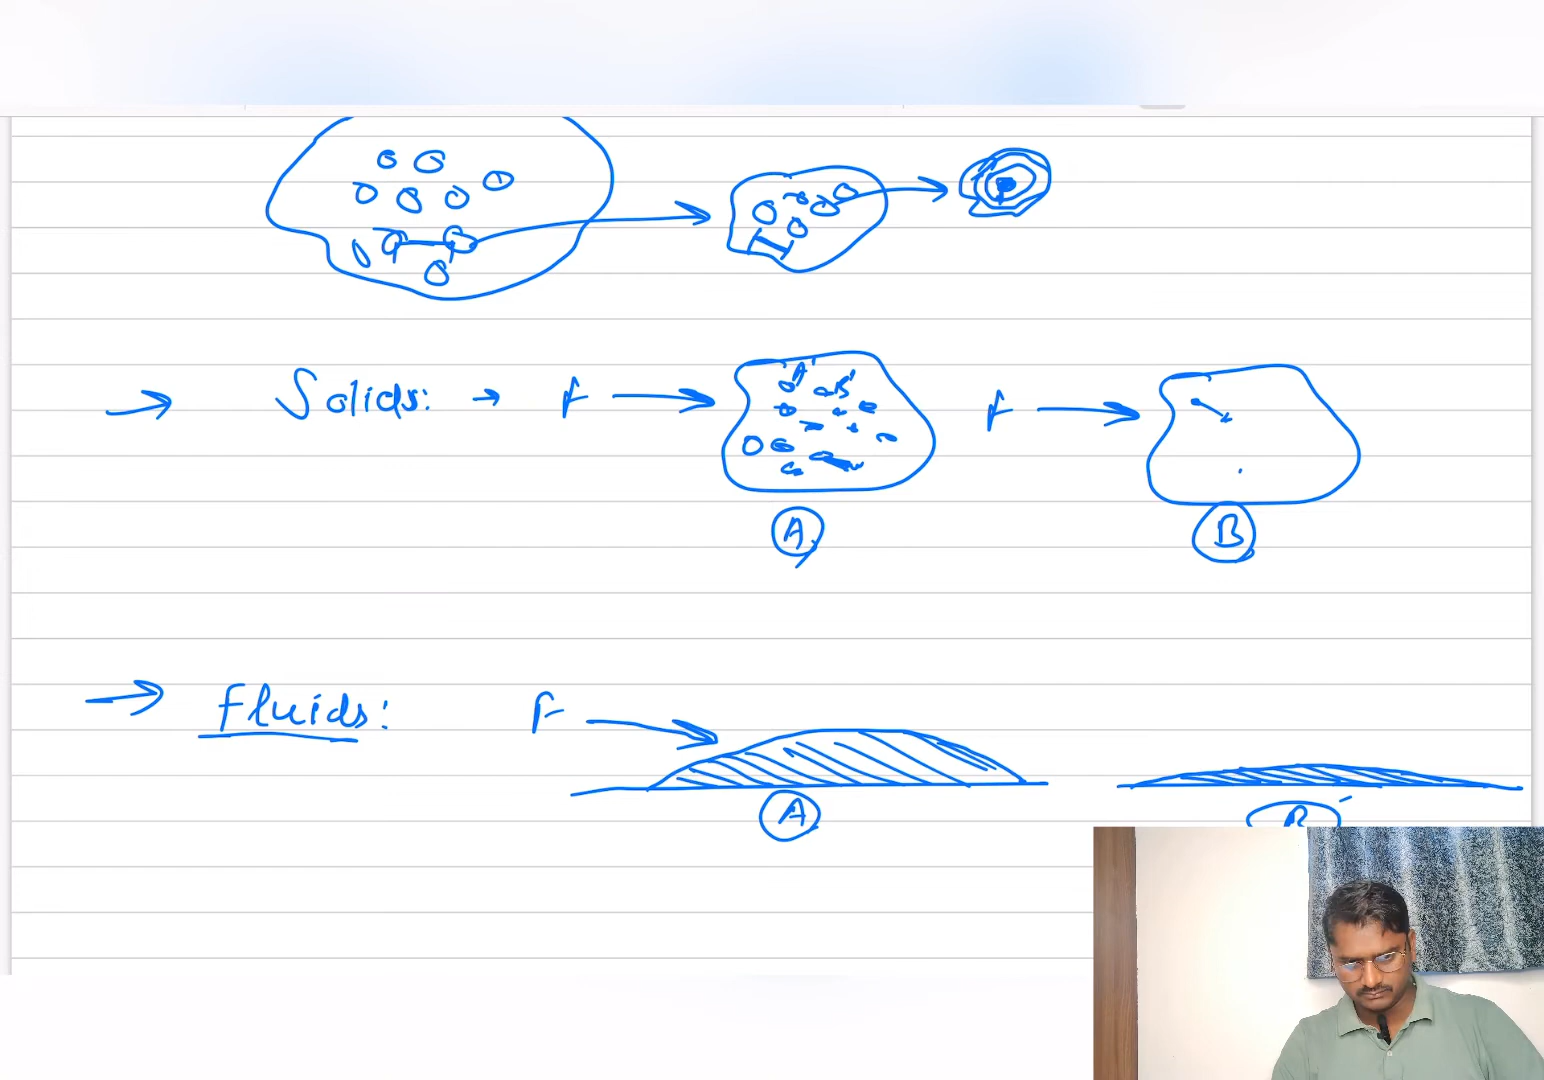 → Solids: → F → A' B' F →
A B
→ Fluids: F →
A B